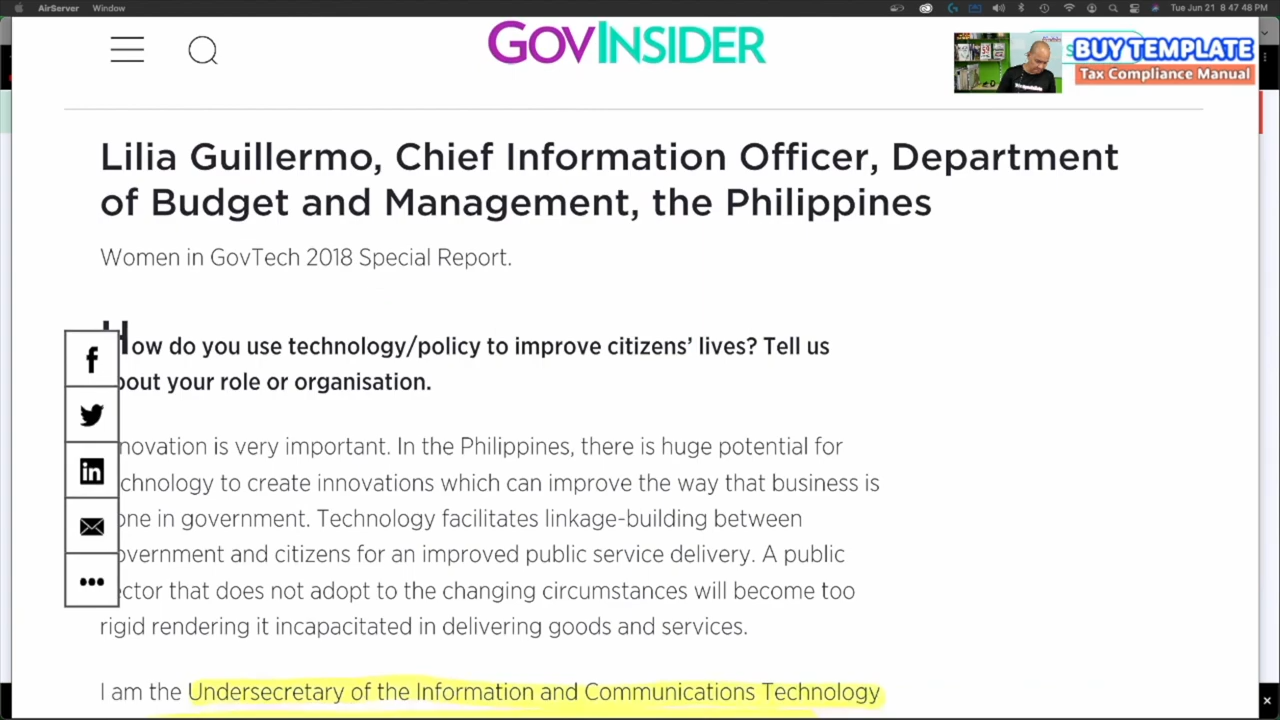 AirServer Window
Tue Jun 21 8:47:48 PM
GOVINSIDER
BUY TEMPLATE
Tax Compliance Manual
Lilia Guillermo, Chief Information Officer, Department
of Budget and Management, the Philippines
Women in GovTech 2018 Special Report.
How do you use technology/policy to improve citizens' lives? Tell us
bout your role or organisation.
novation is very important. In the Philippines, there is huge potential for
chnology to create innovations which can improve the way that business is
one in government. Technology facilitates linkage-building between
overnment and citizens for an improved public service delivery. A public
ector that does not adopt to the changing circumstances will become too
rigid rendering it incapacitated in delivering goods and services.
I am the Undersecretary of the Information and Communications Technology